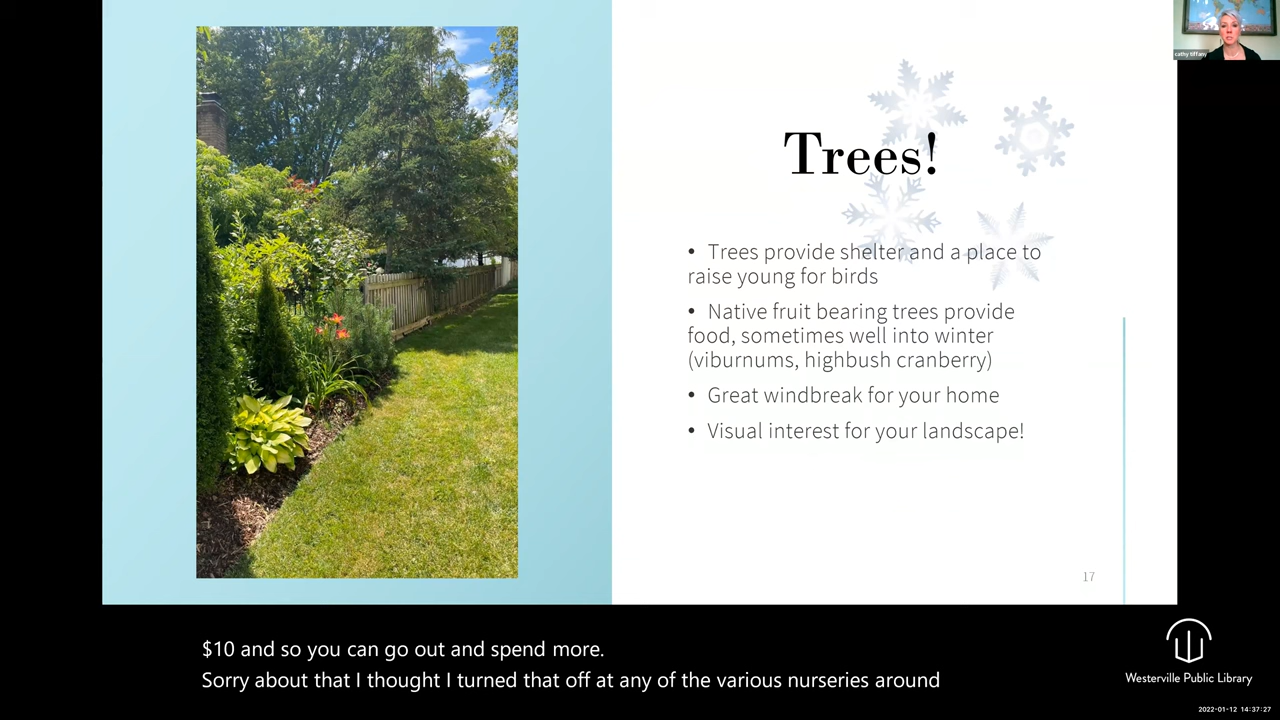 cathy tiffany
Trees!
• Trees provide shelter and a place to
raise young for birds
• Native fruit bearing trees provide
food, sometimes well into winter
(viburnums, highbush cranberry)
• Great windbreak for your home
• Visual interest for your landscape!
17
$10 and so you can go out and spend more.
Sorry about that I thought I turned that off at any of the various nurseries around
Westerville Public Library
2022-01-12 14:37:27